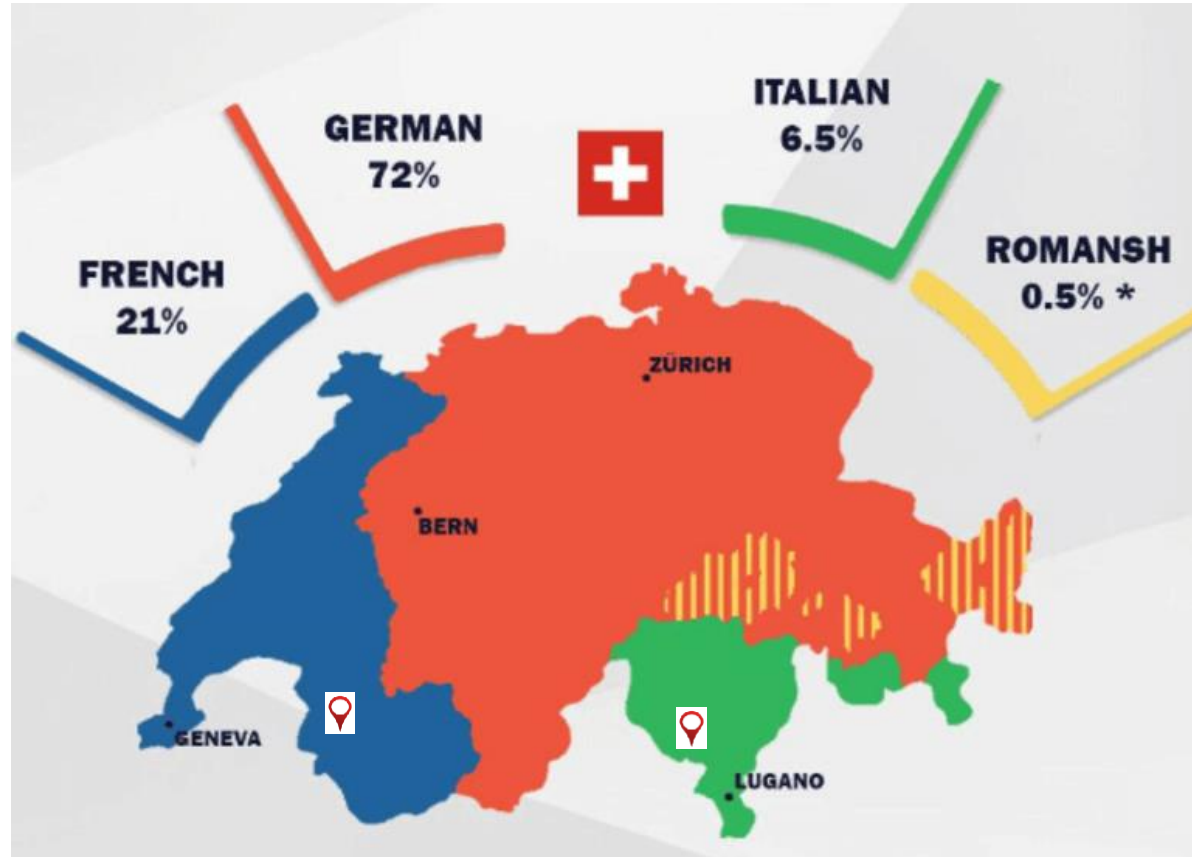 GERMAN
72%
ITALIAN
6.5%
FRENCH
21%
ROMANSH
0.5% *
ZÜRICH
BERN
GENEVA
LUGANO